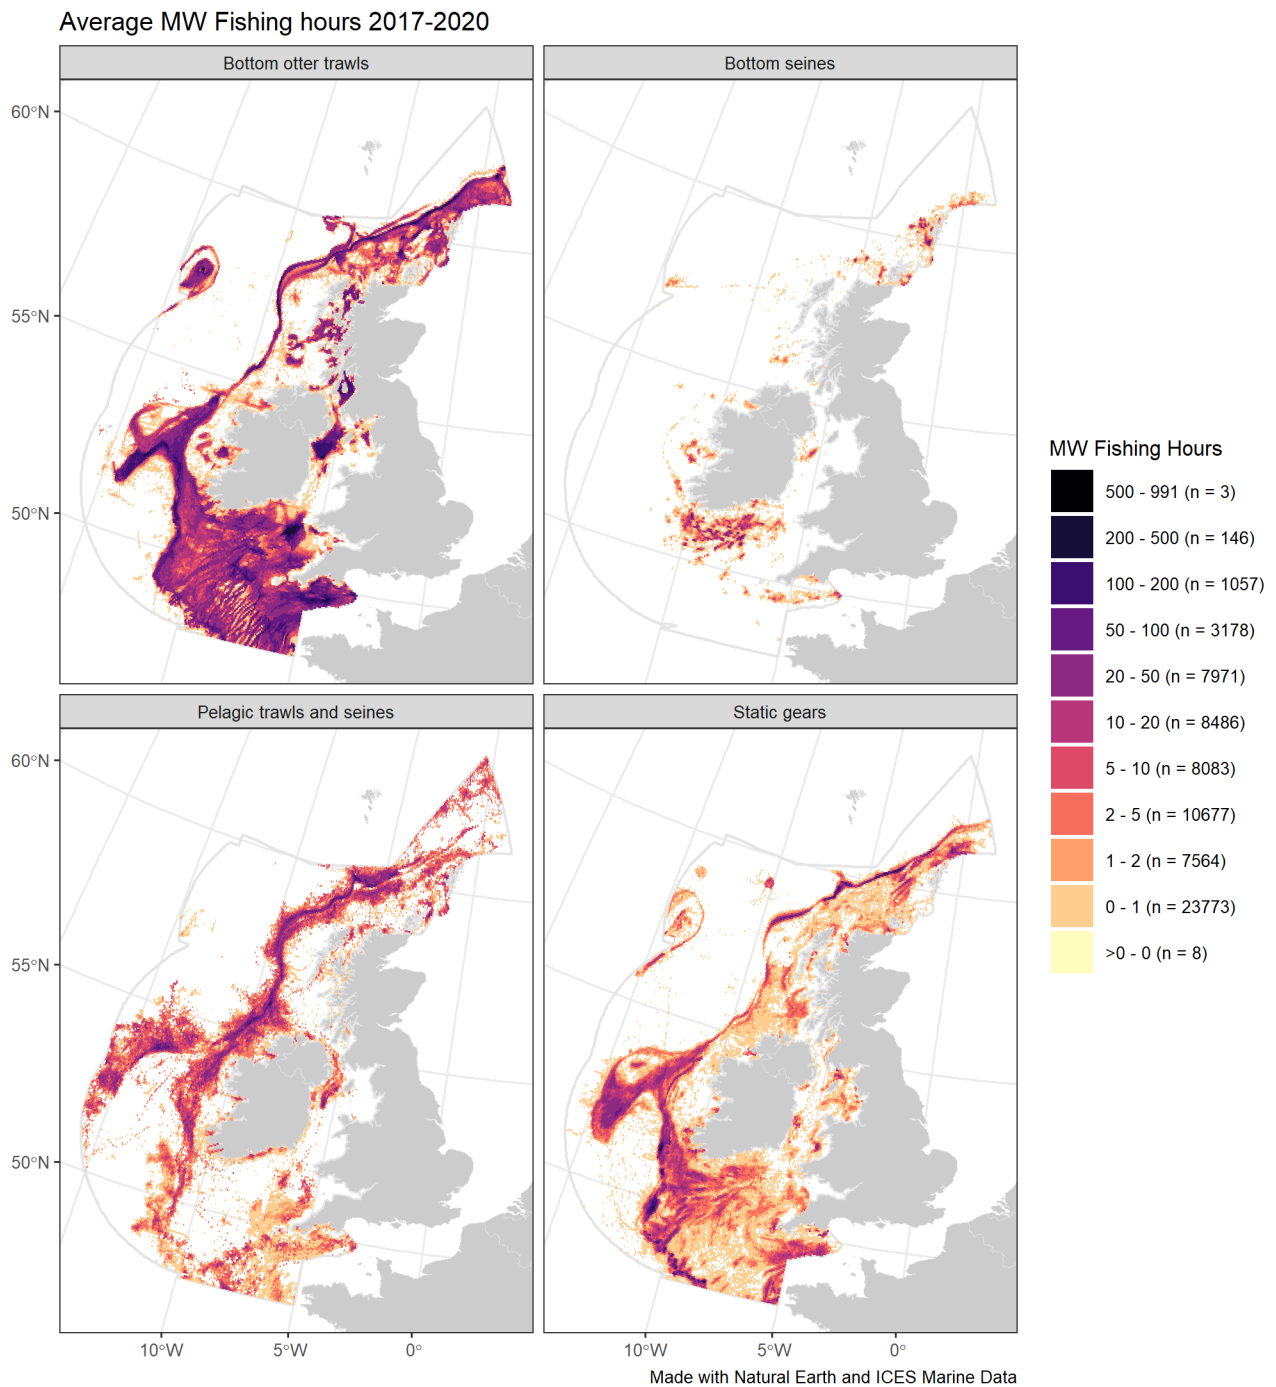 Average MW Fishing hours 2017-2020
Bottom otter trawls
Bottom seines
60°N
55°N
50°N
Pelagic trawls and seines
Static gears
60°N
55°N
50°N
10°W
5°W
0°
10°W
5°W
0°
MW Fishing Hours
500 - 991 (n = 3)
200 - 500 (n = 146)
100 - 200 (n = 1057)
50 - 100 (n = 3178)
20 - 50 (n = 7971)
10 - 20 (n = 8486)
5 - 10 (n = 8083)
2 - 5 (n = 10677)
1 - 2 (n = 7564)
0 - 1 (n = 23773)
>0 - 0 (n = 8)
Made with Natural Earth and ICES Marine Data